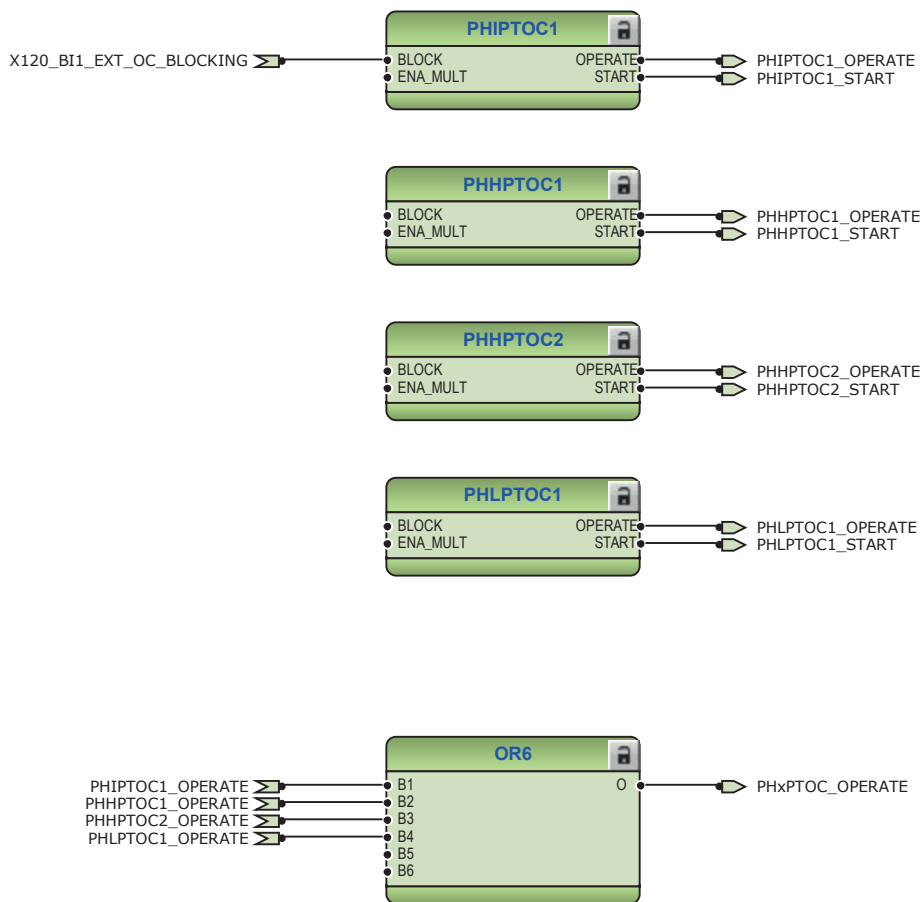 PHIPTOC1
X120_BI1_EXT_OC_BLOCKING
BLOCK OPERATE PHIPTOC1_OPERATE
ENA_MULT START PHIPTOC1_START
PHHPTOC1
BLOCK OPERATE PHHPTOC1_OPERATE
ENA_MULT START PHHPTOC1_START
PHHPTOC2
BLOCK OPERATE PHHPTOC2_OPERATE
ENA_MULT START PHHPTOC2_START
PHLPTOC1
BLOCK OPERATE PHLPTOC1_OPERATE
ENA_MULT START PHLPTOC1_START
OR6
PHIPTOC1_OPERATE B1 O PHxPTOC_OPERATE
PHHPTOC1_OPERATE B2
PHHPTOC2_OPERATE B3
PHLPTOC1_OPERATE B4
B5
B6